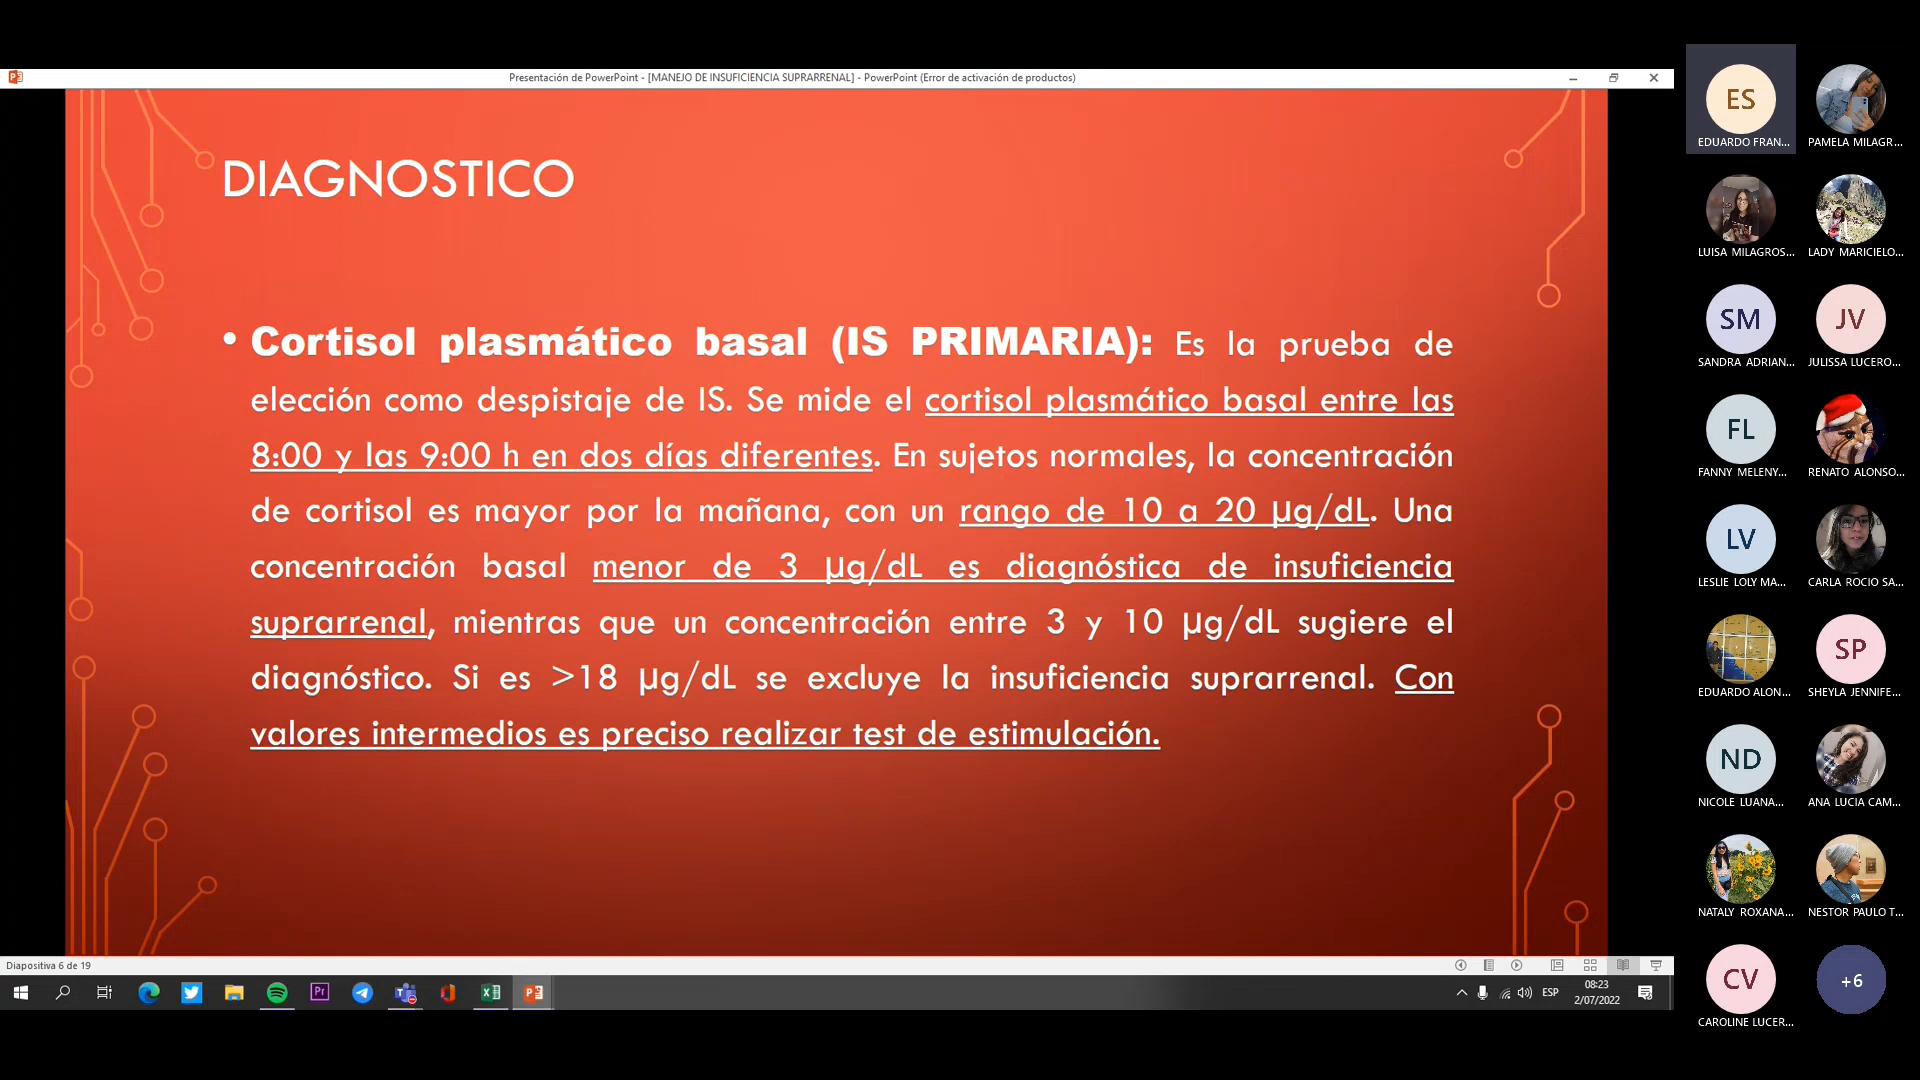 Presentación de PowerPoint - [MANEJO DE INSUFICIENCIA SUPRARRENAL] - PowerPoint (Error de activación de productos)
DIAGNOSTICO
• Cortisol plasmático basal (IS PRIMARIA): Es la prueba de
elección como despistaje de IS. Se mide el cortisol plasmático basal entre las
8:00 y las 9:00 h en dos días diferentes. En sujetos normales, la concentración
de cortisol es mayor por la mañana, con un rango de 10 a 20 µg/dL. Una
concentración basal menor de 3 µg/dL es diagnóstica de insuficiencia
suprarrenal, mientras que un concentración entre 3 y 10 µg/dL sugiere el
diagnóstico. Si es >18 µg/dL se excluye la insuficiencia suprarrenal. Con
valores intermedios es preciso realizar test de estimulación.
Diapositiva 6 de 19
Pr
ESP
08:23
2/07/2022
ES
EDUARDO FRAN...
PAMELA MILAGR...
LUISA MILAGROS...
LADY MARICIELO...
SM
SANDRA ADRIAN...
JV
JULISSA LUCERO...
FL
FANNY MELENY...
RENATO ALONSO...
LV
LESLIE LOLY MA...
CARLA ROCIO SA...
EDUARDO ALON...
SP
SHEYLA JENNIFE...
ND
NICOLE LUANA...
ANA LUCIA CAM...
NATALY ROXANA...
NESTOR PAULO T...
CV
CAROLINE LUCER...
+6